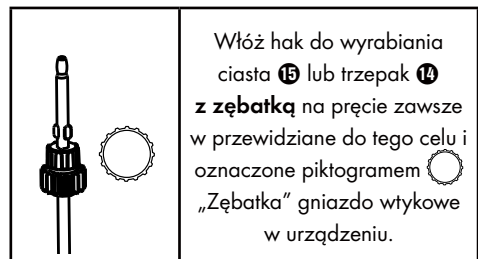 Włóż hak do wyrabiania
ciasta ⓯ lub trzepak ⓮
z zębatką na pręcie zawsze
w przewidziane do tego celu i
oznaczone piktogramem
„Zębatka” gniazdo wtykowe
w urządzeniu.